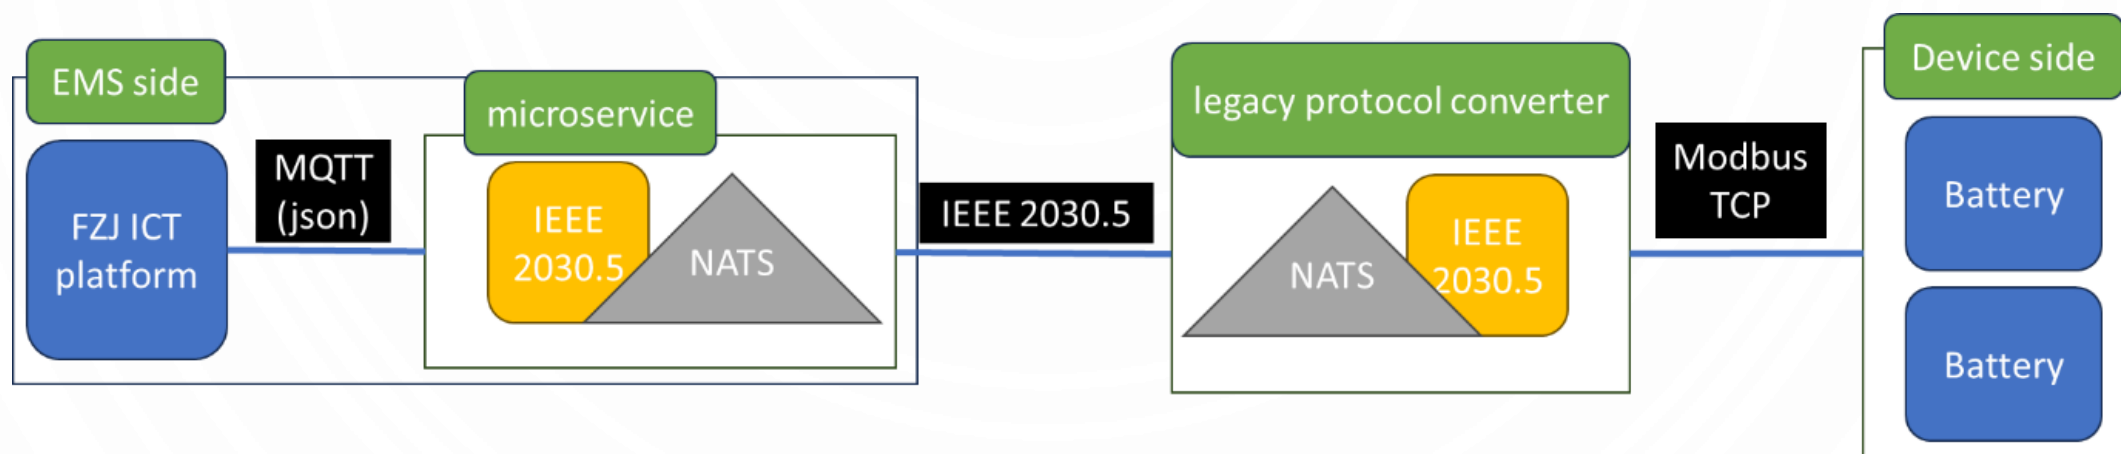 EMS side
FZJ ICT
platform
MQTT
(json)
microservice
IEEE
2030.5
NATS
IEEE 2030.5
legacy protocol converter
NATS
IEEE
2030.5
Modbus
TCP
Device side
Battery
Battery